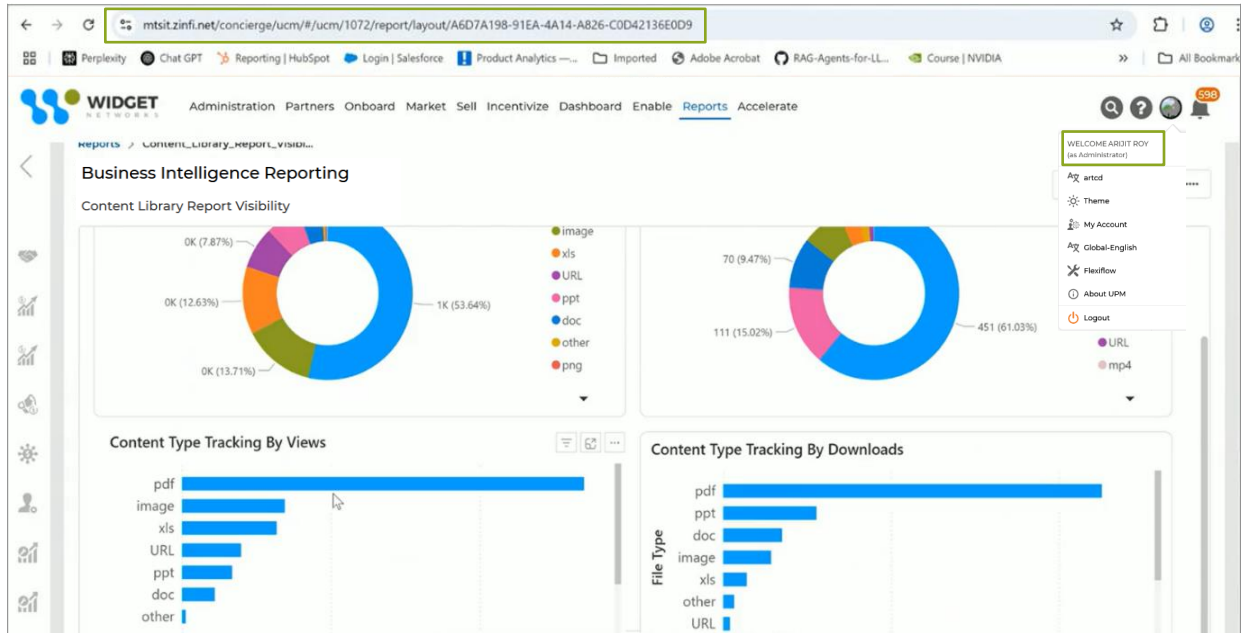 mtsit.zinfi.net/concierge/ucm/#/ucm/1072/report/layout/A6D7A198-91EA-4A14-A826-C0D42136E0D9
Perplexity Chat GPT Reporting | HubSpot Login | Salesforce Product Analytics —... Imported Adobe Acrobat RAG-Agents-for-LL... Course | NVIDIA » All Bookmark
WIDGET
NETWORKS
Administration Partners Onboard Market Sell Incentivize Dashboard Enable Reports Accelerate
598
Reports > Content_Library_Report_Visibi...
WELCOME ARIJIT ROY
(as Administrator)
artcd
Theme
My Account
Global-English
Flexiflow
About UPM
Logout
Business Intelligence Reporting
Content Library Report Visibility
0K (7.87%)
0K (12.63%)
0K (13.71%)
1K (53.64%)
image
xls
URL
ppt
doc
other
png
70 (9.47%)
111 (15.02%)
451 (61.03%)
URL
mp4
Content Type Tracking By Views
pdf
image
xls
URL
ppt
doc
other
Content Type Tracking By Downloads
File Type
pdf
ppt
doc
image
xls
other
URL